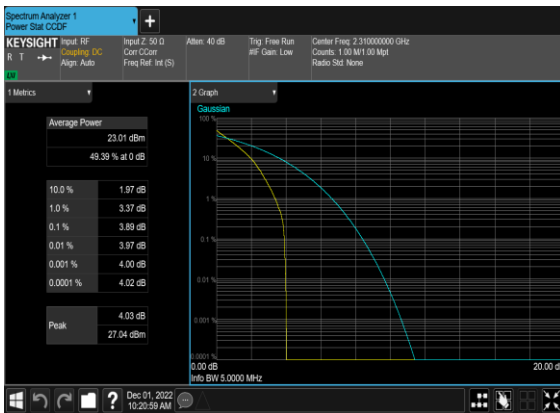 Spectrum Analyzer 1
Power Stat CCDF
KEYSIGHT
R T
LXI
Input: RF
Coupling: DC
Align: Auto
Input Z: 50 Ω
Corr CCorr
Freq Ref: Int (S)
Atten: 40 dB
Trig: Free Run
#IF Gain: Low
Center Freq: 2.310000000 GHz
Counts: 1.00 M/1.00 Mpt
Radio Std: None
1 Metrics
Average Power
23.01 dBm
49.39 % at 0 dB
10.0 % 1.97 dB
1.0 % 3.37 dB
0.1 % 3.89 dB
0.01 % 3.97 dB
0.001 % 4.00 dB
0.0001 % 4.02 dB
Peak 4.03 dB
27.04 dBm
2 Graph
Gaussian
100 %
10 %
1 %
0.1 %
0.01 %
0.001 %
0.0001 %
0.00 dB
20.00 d
Info BW 5.0000 MHz
Dec 01, 2022
10:20:59 AM